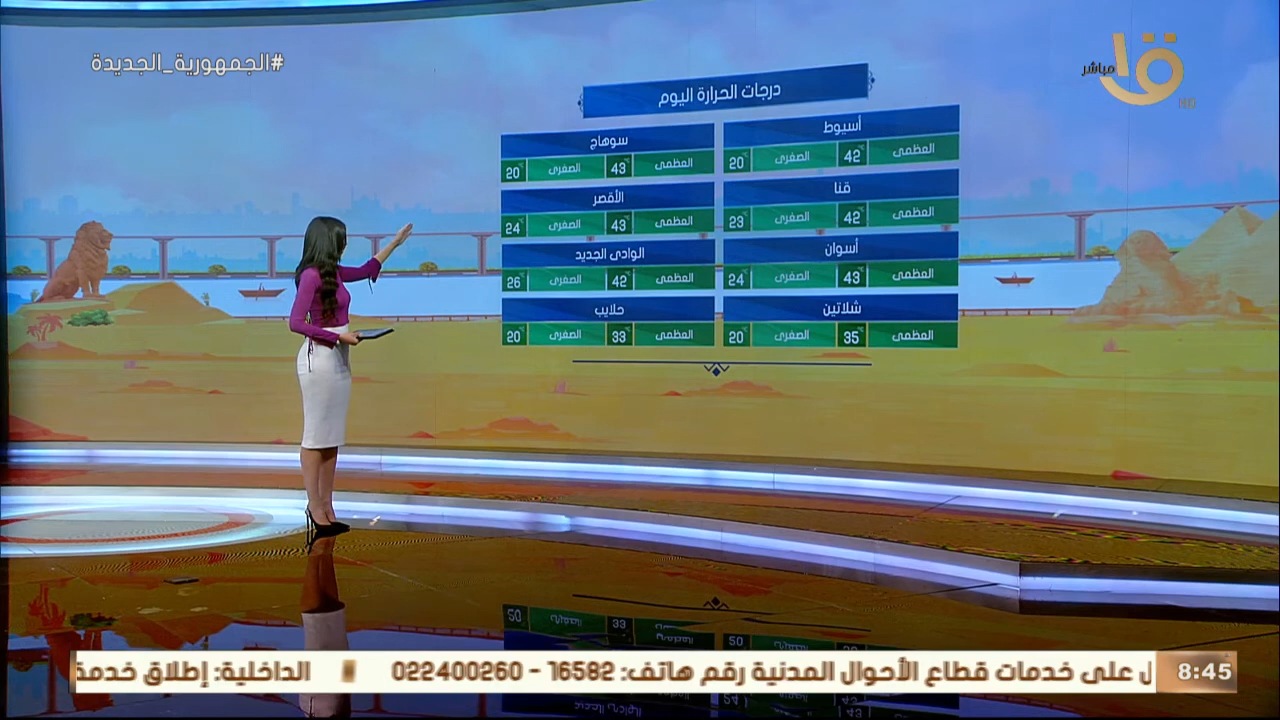 #الجمهورية_الجديدة
مباشر
HD
درجات الحرارة اليوم
أسيوط
العظمى 42 الصغرى 20
سوهاج
العظمى 43 الصغرى 20
قنا
العظمى 42 الصغرى 23
الأقصر
العظمى 43 الصغرى 24
أسوان
العظمى 43 الصغرى 24
الوادى الجديد
العظمى 42 الصغرى 26
شلاتين
العظمى 35 الصغرى 20
حلايب
العظمى 33 الصغرى 20
8:45
ل على خدمات قطاع الأحوال المدنية رقم هاتف: 16582 - 022400260 الداخلية: إطلاق خدمة